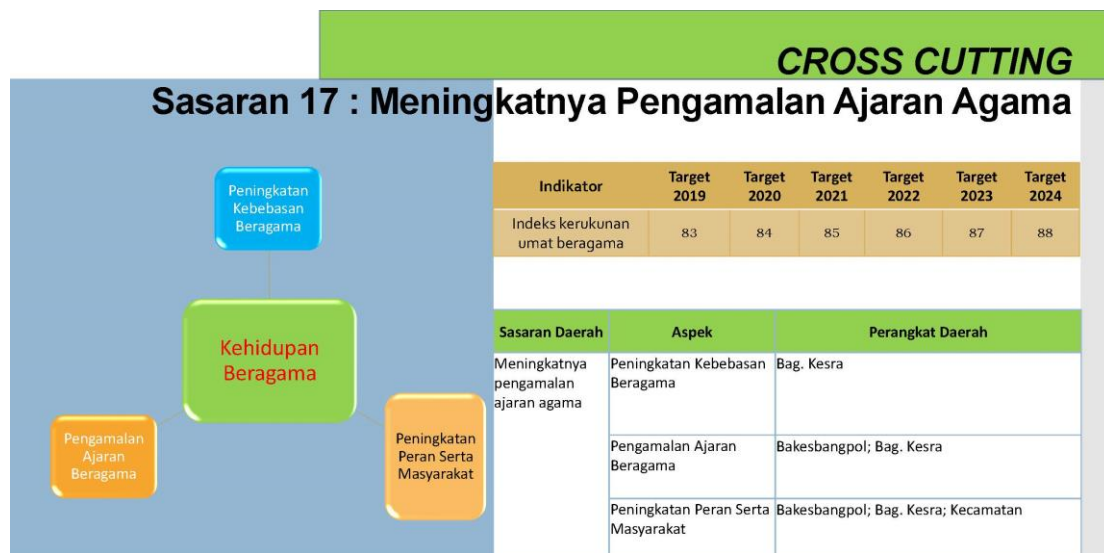 CROSS CUTTING
Sasaran 17 : Meningkatnya Pengamalan Ajaran Agama
Peningkatan
Kebebasan
Beragama
Kehidupan
Beragama
Pengamalan
Ajaran
Beragama
Peningkatan
Peran Serta
Masyarakat
Indikator Target 2019 Target 2020 Target 2021 Target 2022 Target 2023 Target 2024
Indeks kerukunan umat beragama 83 84 85 86 87 88
Sasaran Daerah Aspek Perangkat Daerah
Meningkatnya
pengamalan
ajaran agama
Peningkatan Kebebasan
Beragama
Bag. Kesra
Pengamalan Ajaran
Beragama
Bakesbangpol; Bag. Kesra
Peningkatan Peran Serta
Masyarakat
Bakesbangpol; Bag. Kesra; Kecamatan